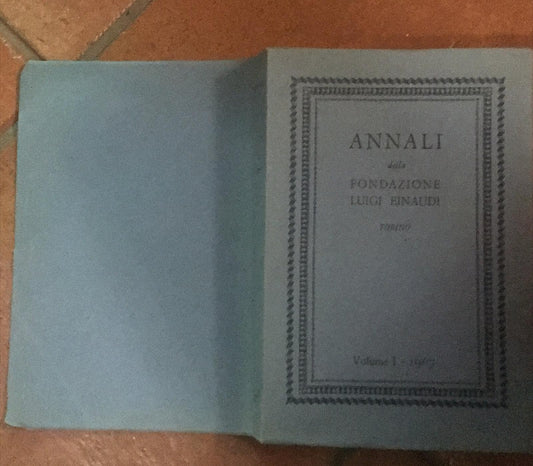 ANNALI
della
FONDAZIONE
LUIGI EINAUDI
TORINO
Volume I - 1967